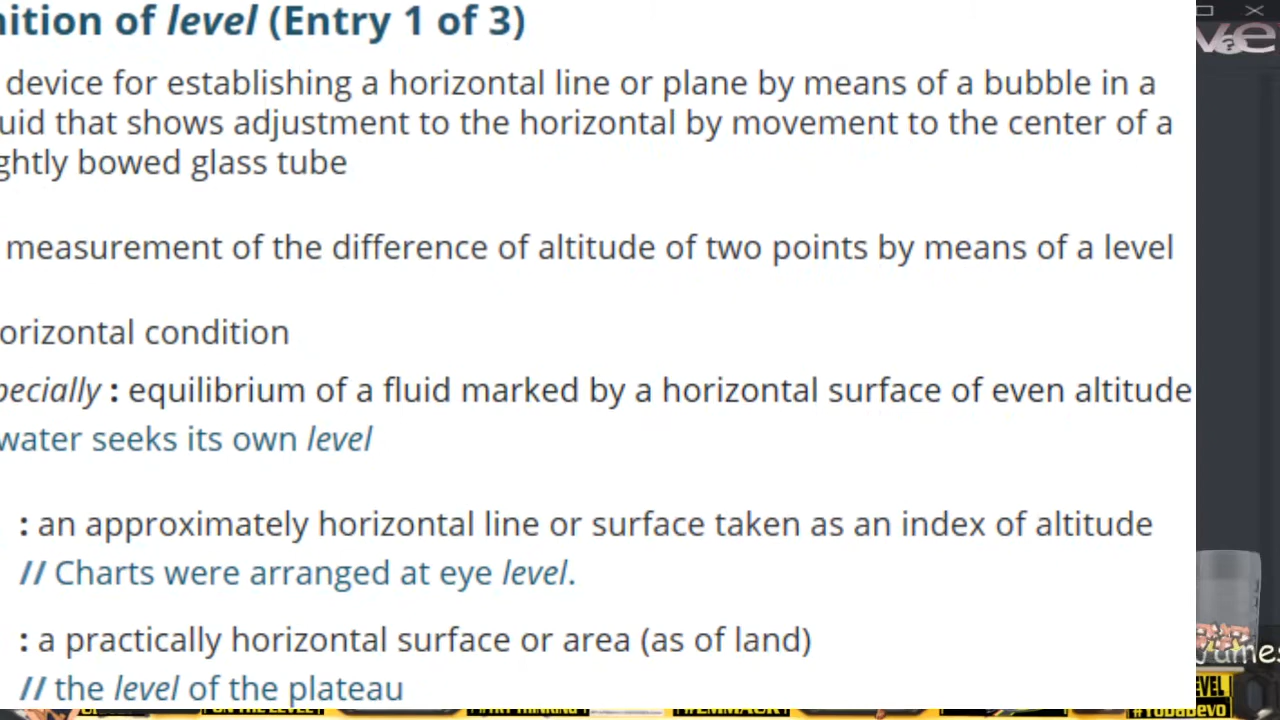 nition of level (Entry 1 of 3)
device for establishing a horizontal line or plane by means of a bubble in a
uid that shows adjustment to the horizontal by movement to the center of a
ghtly bowed glass tube
measurement of the difference of altitude of two points by means of a level
orizontal condition
pecially : equilibrium of a fluid marked by a horizontal surface of even altitude
water seeks its own level
: an approximately horizontal line or surface taken as an index of altitude
// Charts were arranged at eye level.
: a practically horizontal surface or area (as of land)
// the level of the plateau
ve
EVEL